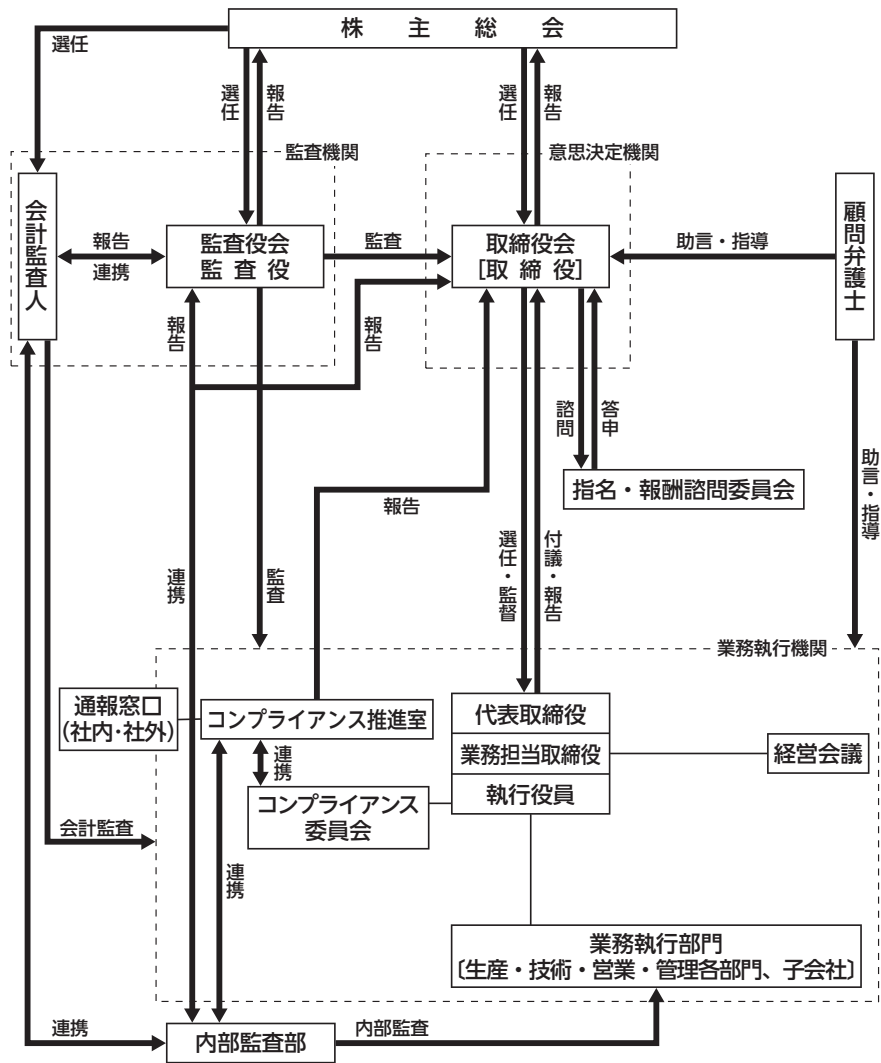 株主総会
選任
選任
報告
選任
報告
監査機関
意思決定機関
会計監査人
報告
連携
監査役会
監査役
監査
取締役会
[取締役]
助言・指導
顧問弁護士
報告
報告
諮問
答申
指名・報酬諮問委員会
助言・指導
報告
連携
監査
選任・監督
付議・報告
業務執行機関
通報窓口
(社内・社外)
コンプライアンス推進室
代表取締役
業務担当取締役
執行役員
経営会議
連携
コンプライアンス
委員会
会計監査
連携
業務執行部門
〔生産・技術・営業・管理各部門、子会社〕
連携
内部監査部
内部監査